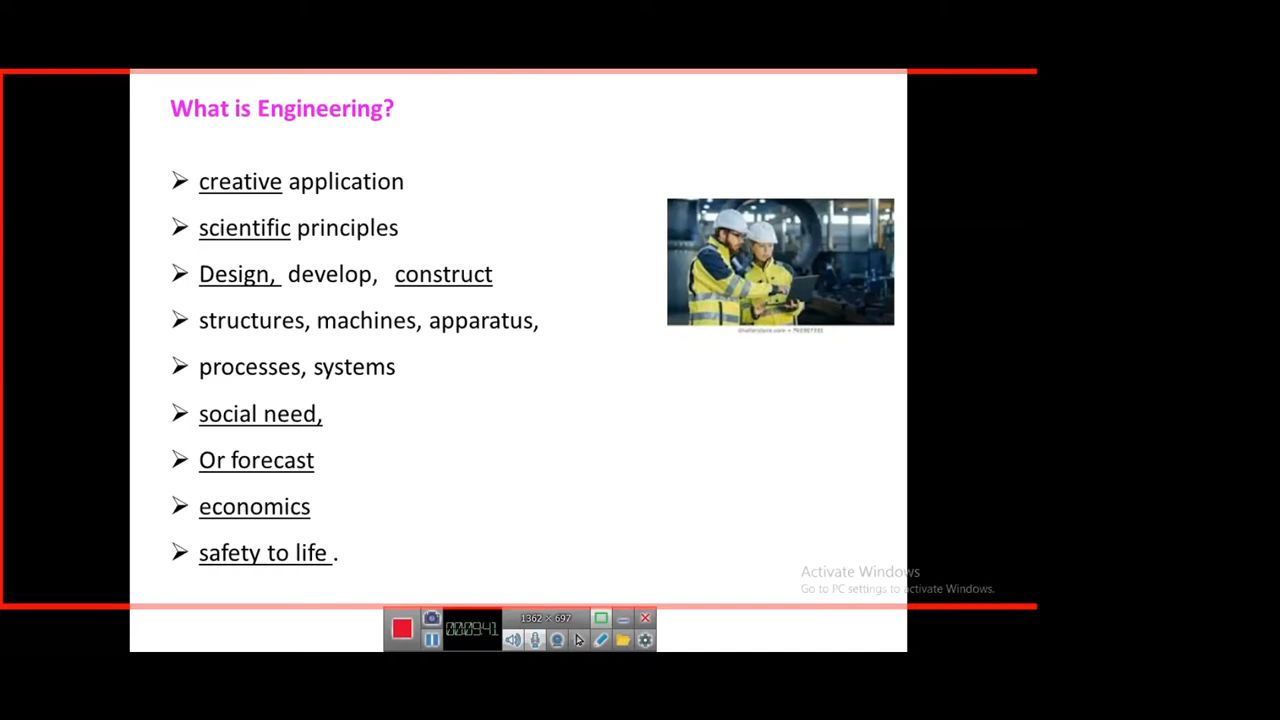 What is Engineering?
➢ creative application
➢ scientific principles
➢ Design, develop, construct
➢ structures, machines, apparatus,
➢ processes, systems
➢ social need,
➢ Or forecast
➢ economics
➢ safety to life .
Activate Windows
Go to PC settings to activate Windows.
1362 × 697